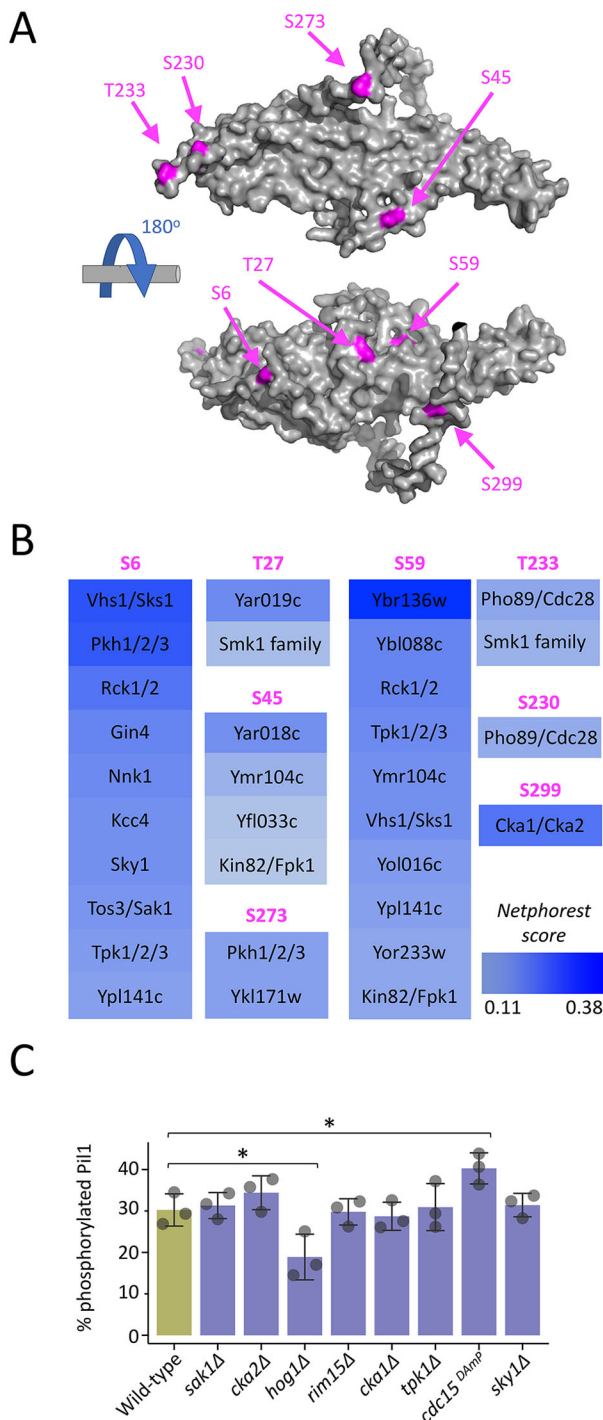 A
S273
S230
S45
T233
180º
T27
S59
S6
S299
B
S6
Vhs1/Sks1
Pkh1/2/3
Rck1/2
Gin4
Nnk1
Kcc4
Sky1
Tos3/Sak1
Tpk1/2/3
Ypl141c
T27
Yar019c
Smk1 family
S45
Yar018c
Ymr104c
Yfl033c
Kin82/Fpk1
S273
Pkh1/2/3
Ykl171w
S59
Ybr136w
Ybl088c
Rck1/2
Tpk1/2/3
Ymr104c
Vhs1/Sks1
Yol016c
Ypl141c
Yor233w
Kin82/Fpk1
T233
Pho89/Cdc28
Smk1 family
S230
Pho89/Cdc28
S299
Cka1/Cka2
Netphorest
score
0.11 0.38
C
% phosphorylated Pil1
40
30
20
10
0
*
*
Wild-type
sak1Δ
cka2Δ
hog1Δ
rim15Δ
cka1Δ
tpk1Δ
cdc15 DAmP
sky1Δ